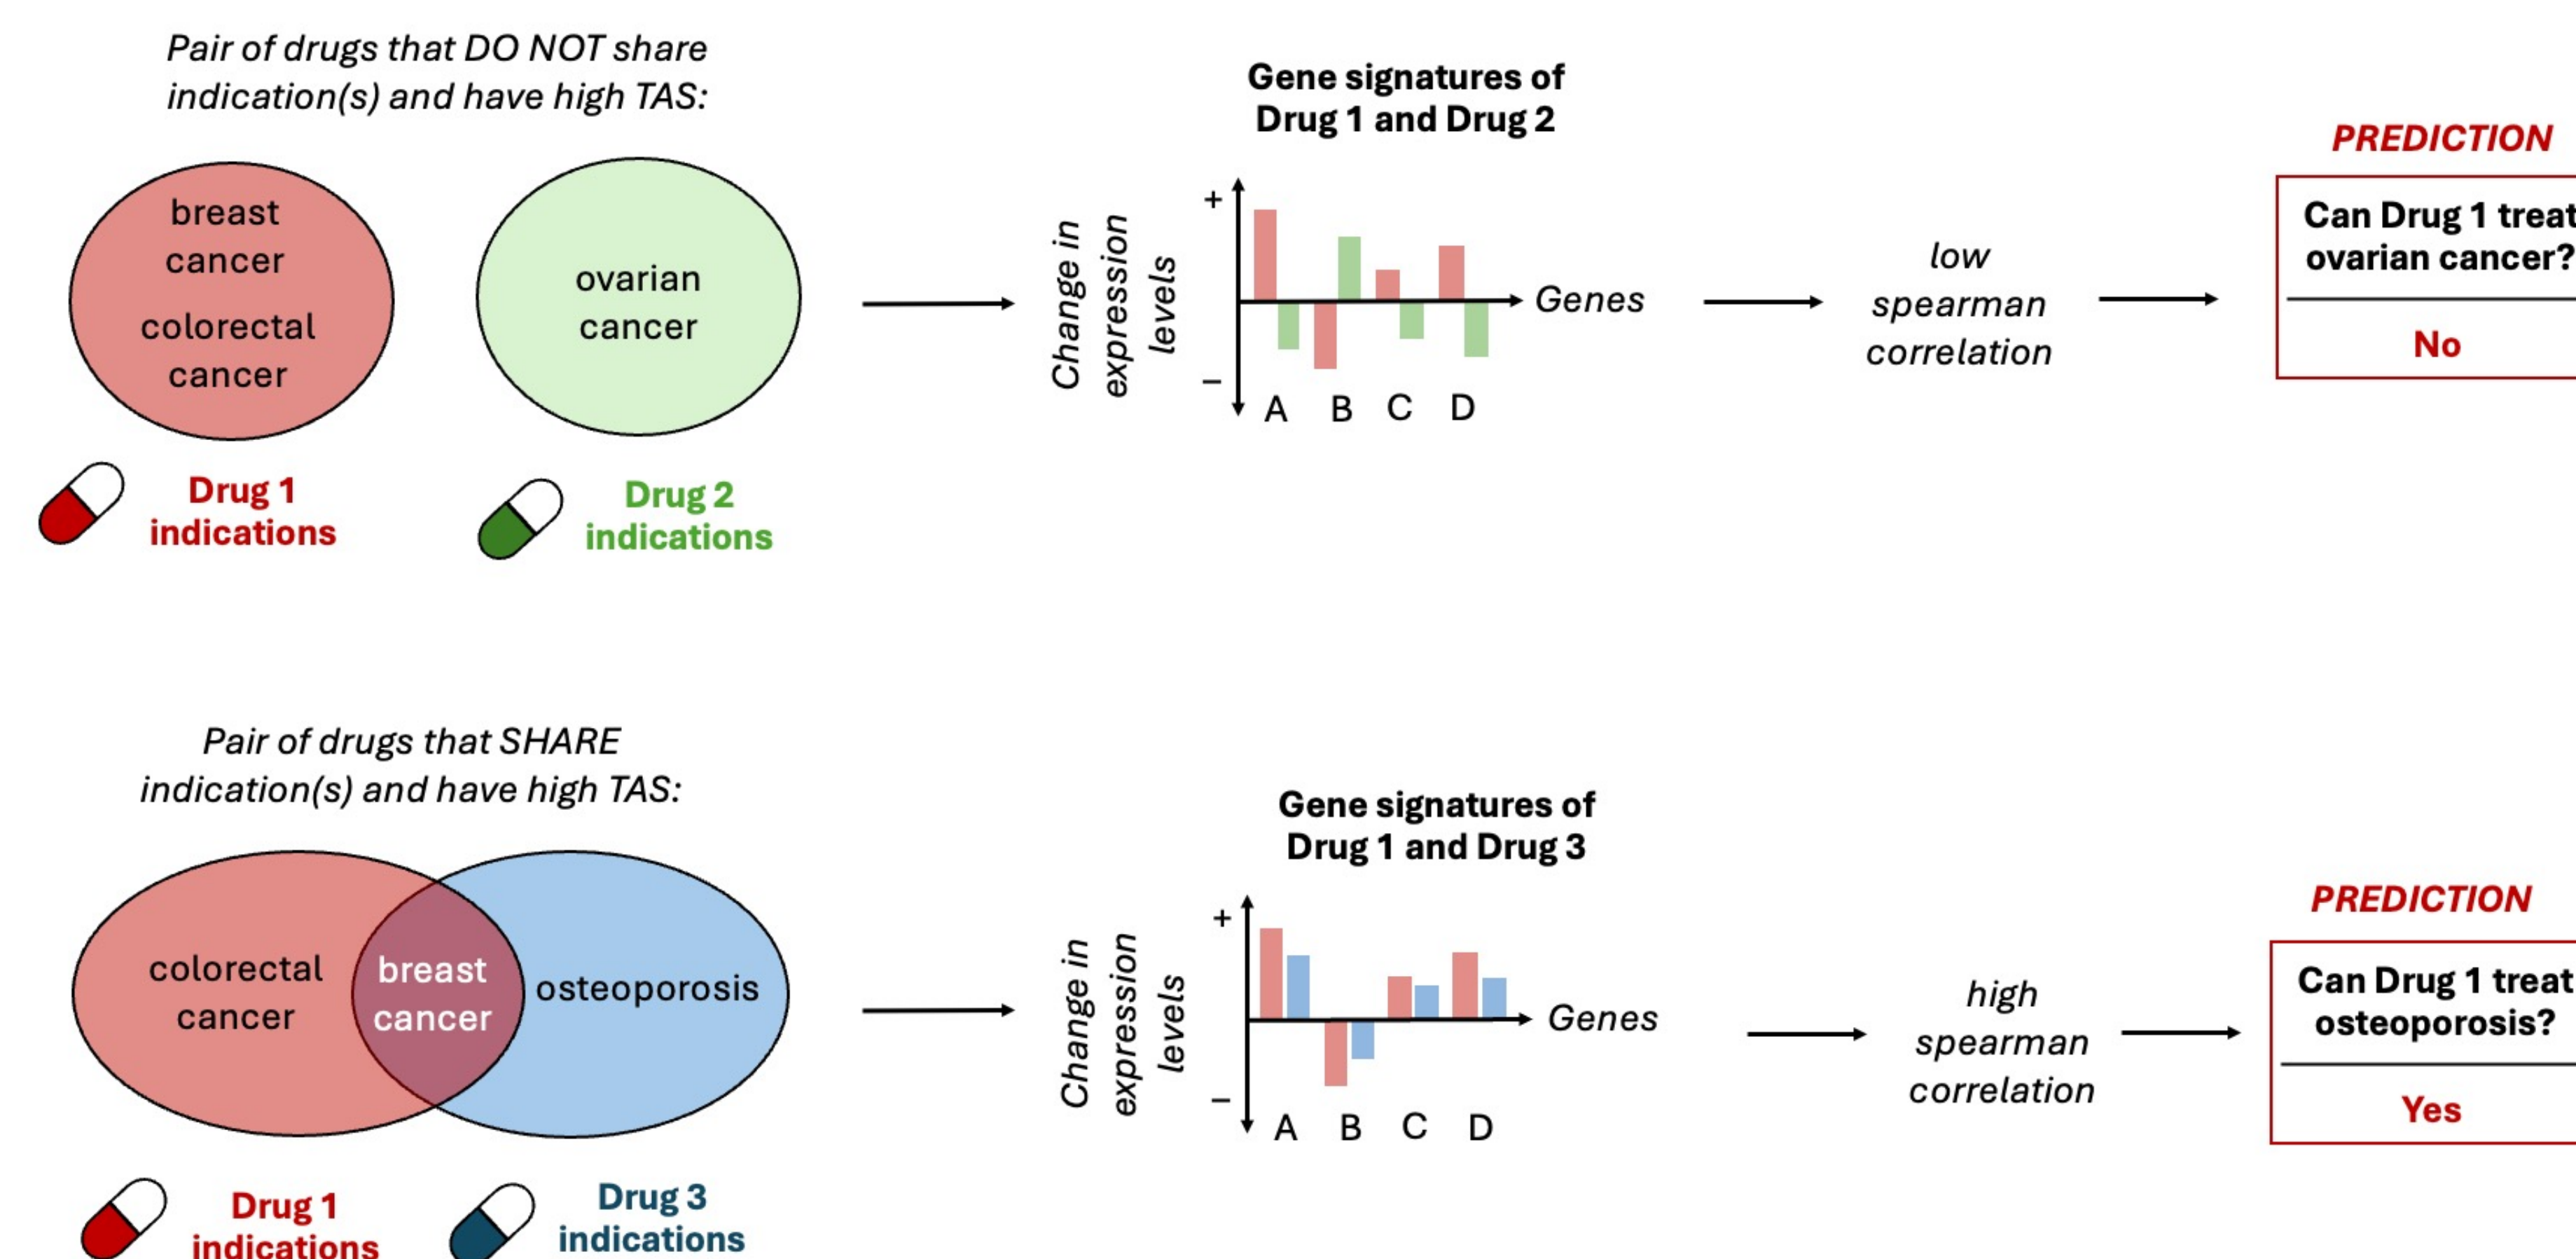 Pair of drugs that DO NOT share
indication(s) and have high TAS:
breast
cancer
colorectal
cancer
ovarian
cancer
Drug 1
indications
Drug 2
indications
Gene signatures of
Drug 1 and Drug 2
Change in
expression
levels
+
–
Genes
A B C D
low
spearman
correlation
PREDICTION
Can Drug 1 treat
ovarian cancer?
No
Pair of drugs that SHARE
indication(s) and have high TAS:
colorectal
cancer
breast
cancer
osteoporosis
Drug 1
indications
Drug 3
indications
Gene signatures of
Drug 1 and Drug 3
Change in
expression
levels
+
–
Genes
A B C D
high
spearman
correlation
PREDICTION
Can Drug 1 treat
osteoporosis?
Yes